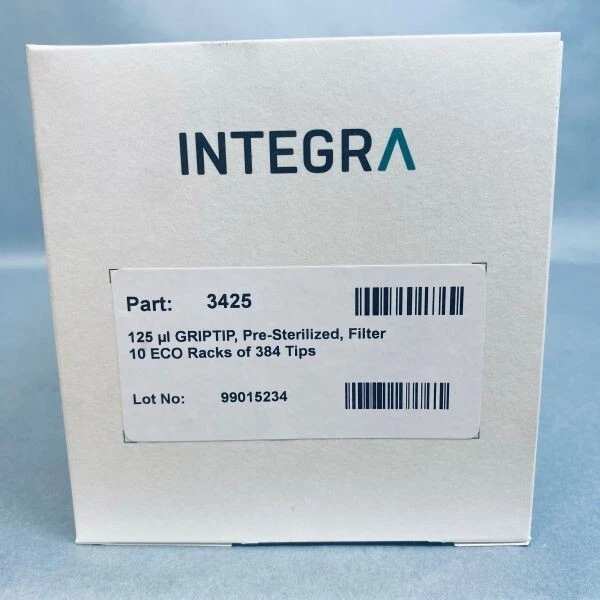 INTEGRA
Part: 3425
125 µl GRIPTIP, Pre-Sterilized, Filter
10 ECO Racks of 384 Tips
Lot No: 99015234